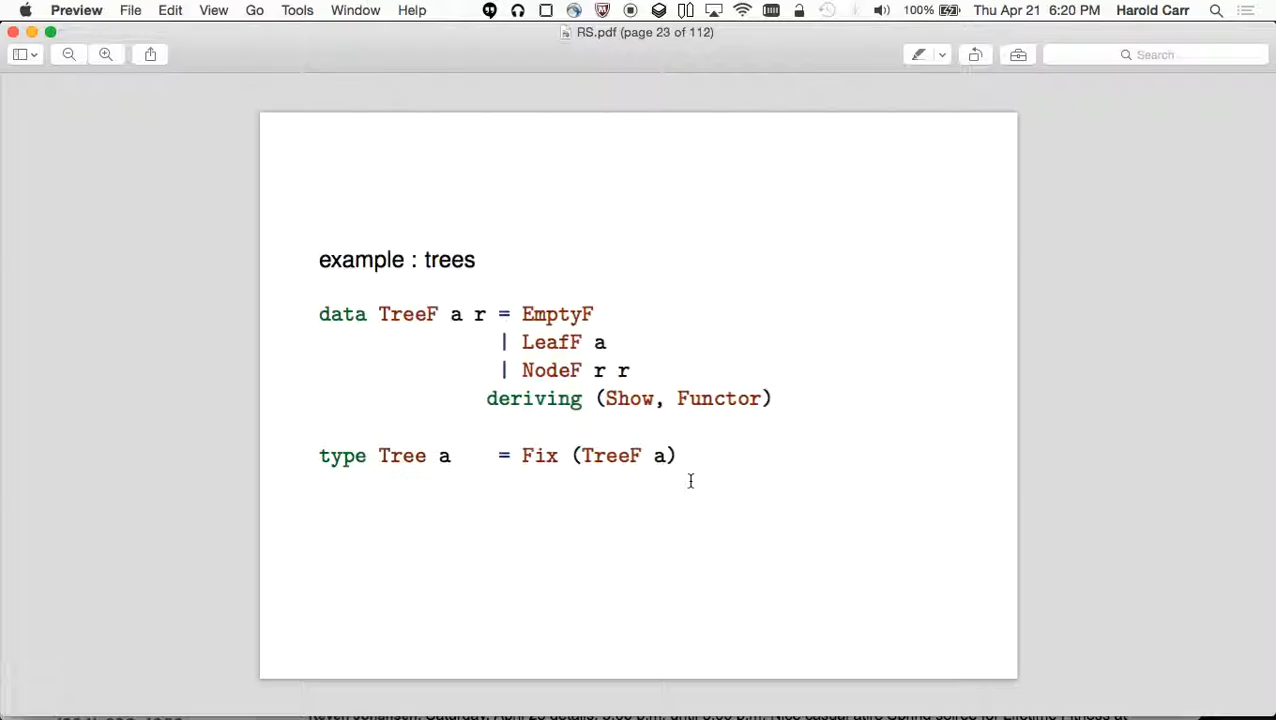 Preview File Edit View Go Tools Window Help 100% Thu Apr 21 6:20 PM Harold Carr
RS.pdf (page 23 of 112)
Search
example : trees
data TreeF a r = EmptyF
| LeafF a
| NodeF r r
deriving (Show, Functor)
type Tree a = Fix (TreeF a)